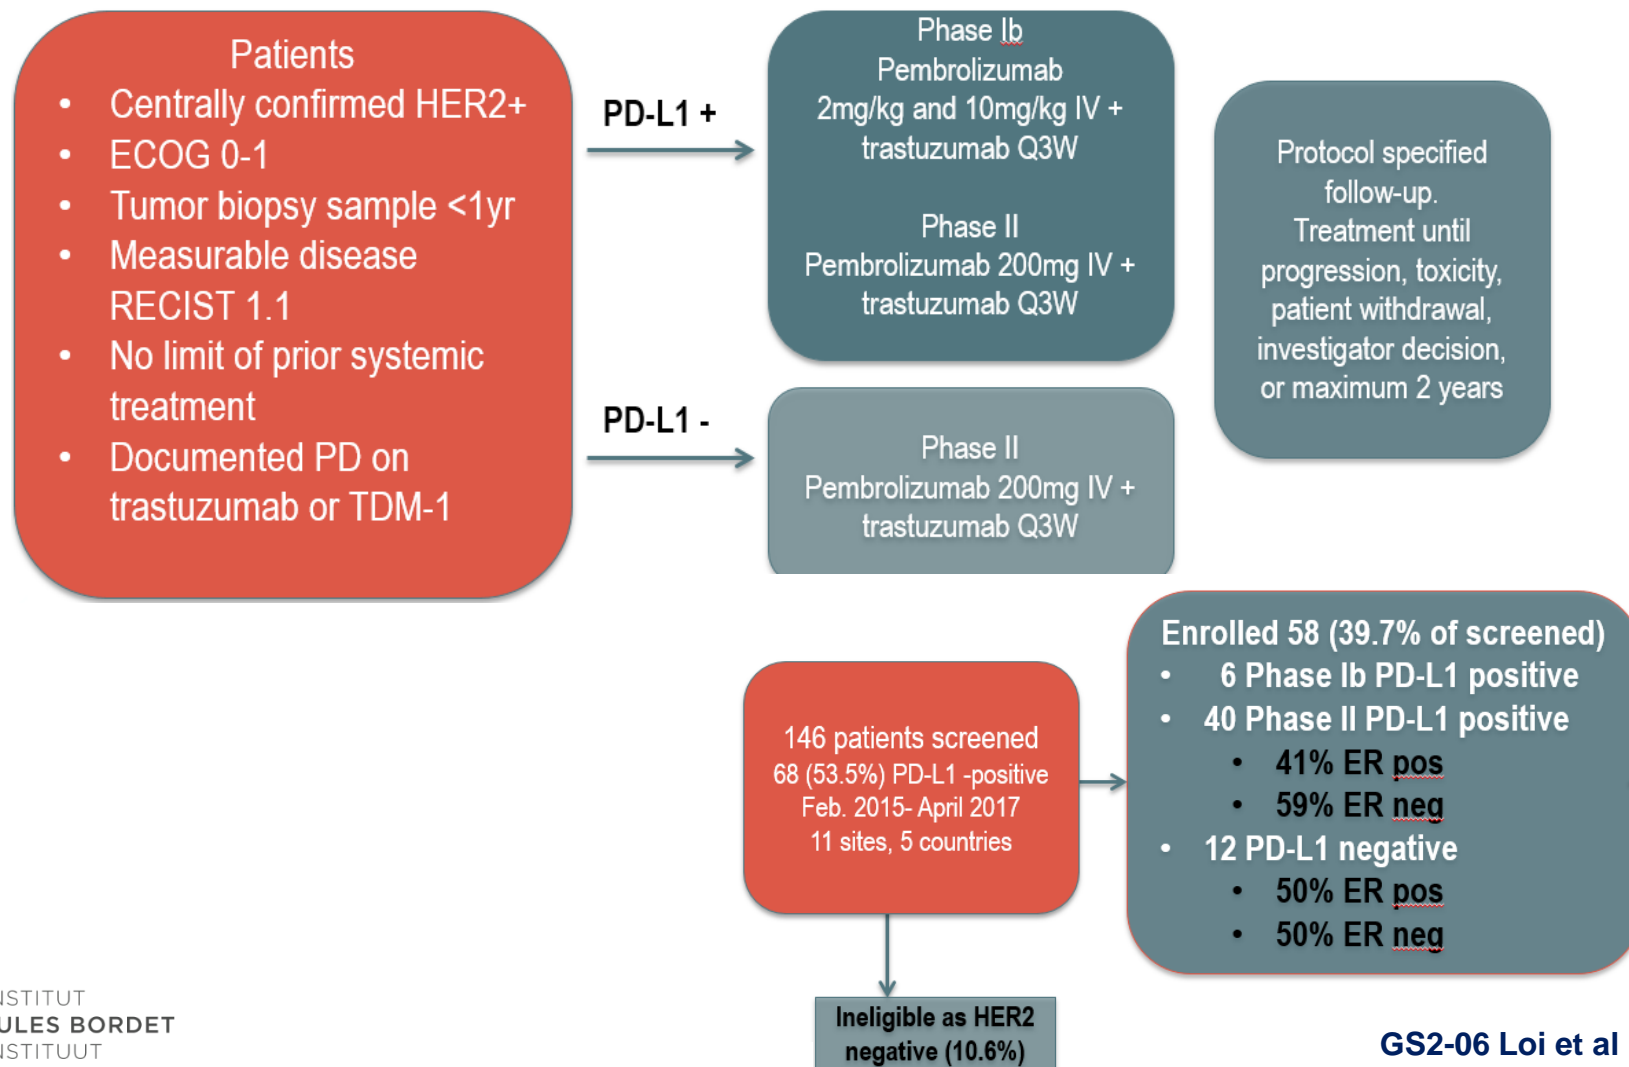 Patients
• Centrally confirmed HER2+
• ECOG 0-1
• Tumor biopsy sample <1yr
• Measurable disease
RECIST 1.1
• No limit of prior systemic
treatment
• Documented PD on
trastuzumab or TDM-1
PD-L1 +
PD-L1 -
Phase Ib
Pembrolizumab
2mg/kg and 10mg/kg IV +
trastuzumab Q3W
Phase II
Pembrolizumab 200mg IV +
trastuzumab Q3W
Phase II
Pembrolizumab 200mg IV +
trastuzumab Q3W
Protocol specified
follow-up.
Treatment until
progression, toxicity,
patient withdrawal,
investigator decision,
or maximum 2 years
146 patients screened
68 (53.5%) PD-L1 -positive
Feb. 2015- April 2017
11 sites, 5 countries
Ineligible as HER2
negative (10.6%)
Enrolled 58 (39.7% of screened)
• 6 Phase Ib PD-L1 positive
• 40 Phase II PD-L1 positive
• 41% ER pos
• 59% ER neg
• 12 PD-L1 negative
• 50% ER pos
• 50% ER neg
NSTITUT
ULES BORDET
NSTITUUT
GS2-06 Loi et al